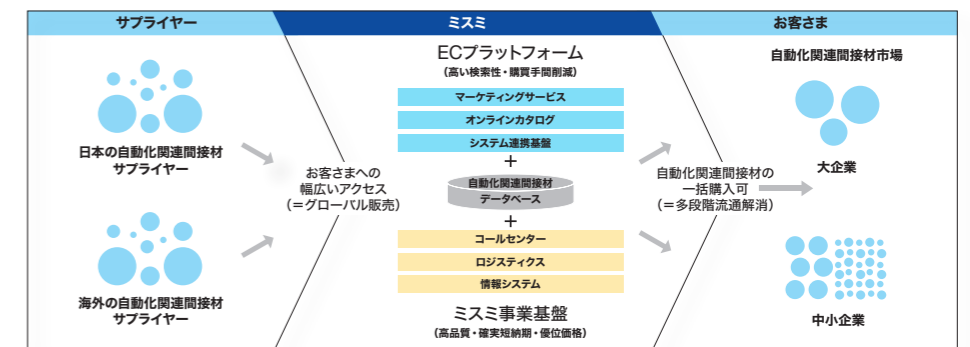 サプライヤー
ミスミ
お客さま
日本の自動化関連間接材
サプライヤー
海外の自動化関連間接材
サプライヤー
お客さまへの
幅広いアクセス
(=グローバル販売)
ECプラットフォーム
(高い検索性・購買手間削減)
マーケティングサービス
オンラインカタログ
システム連携基盤
+
自動化関連間接材
データベース
+
コールセンター
ロジスティクス
情報システム
ミスミ事業基盤
(高品質・確実短納期・優位価格)
自動化関連間接材の
一括購入可
(=多段階流通解消)
自動化関連間接材市場
大企業
中小企業